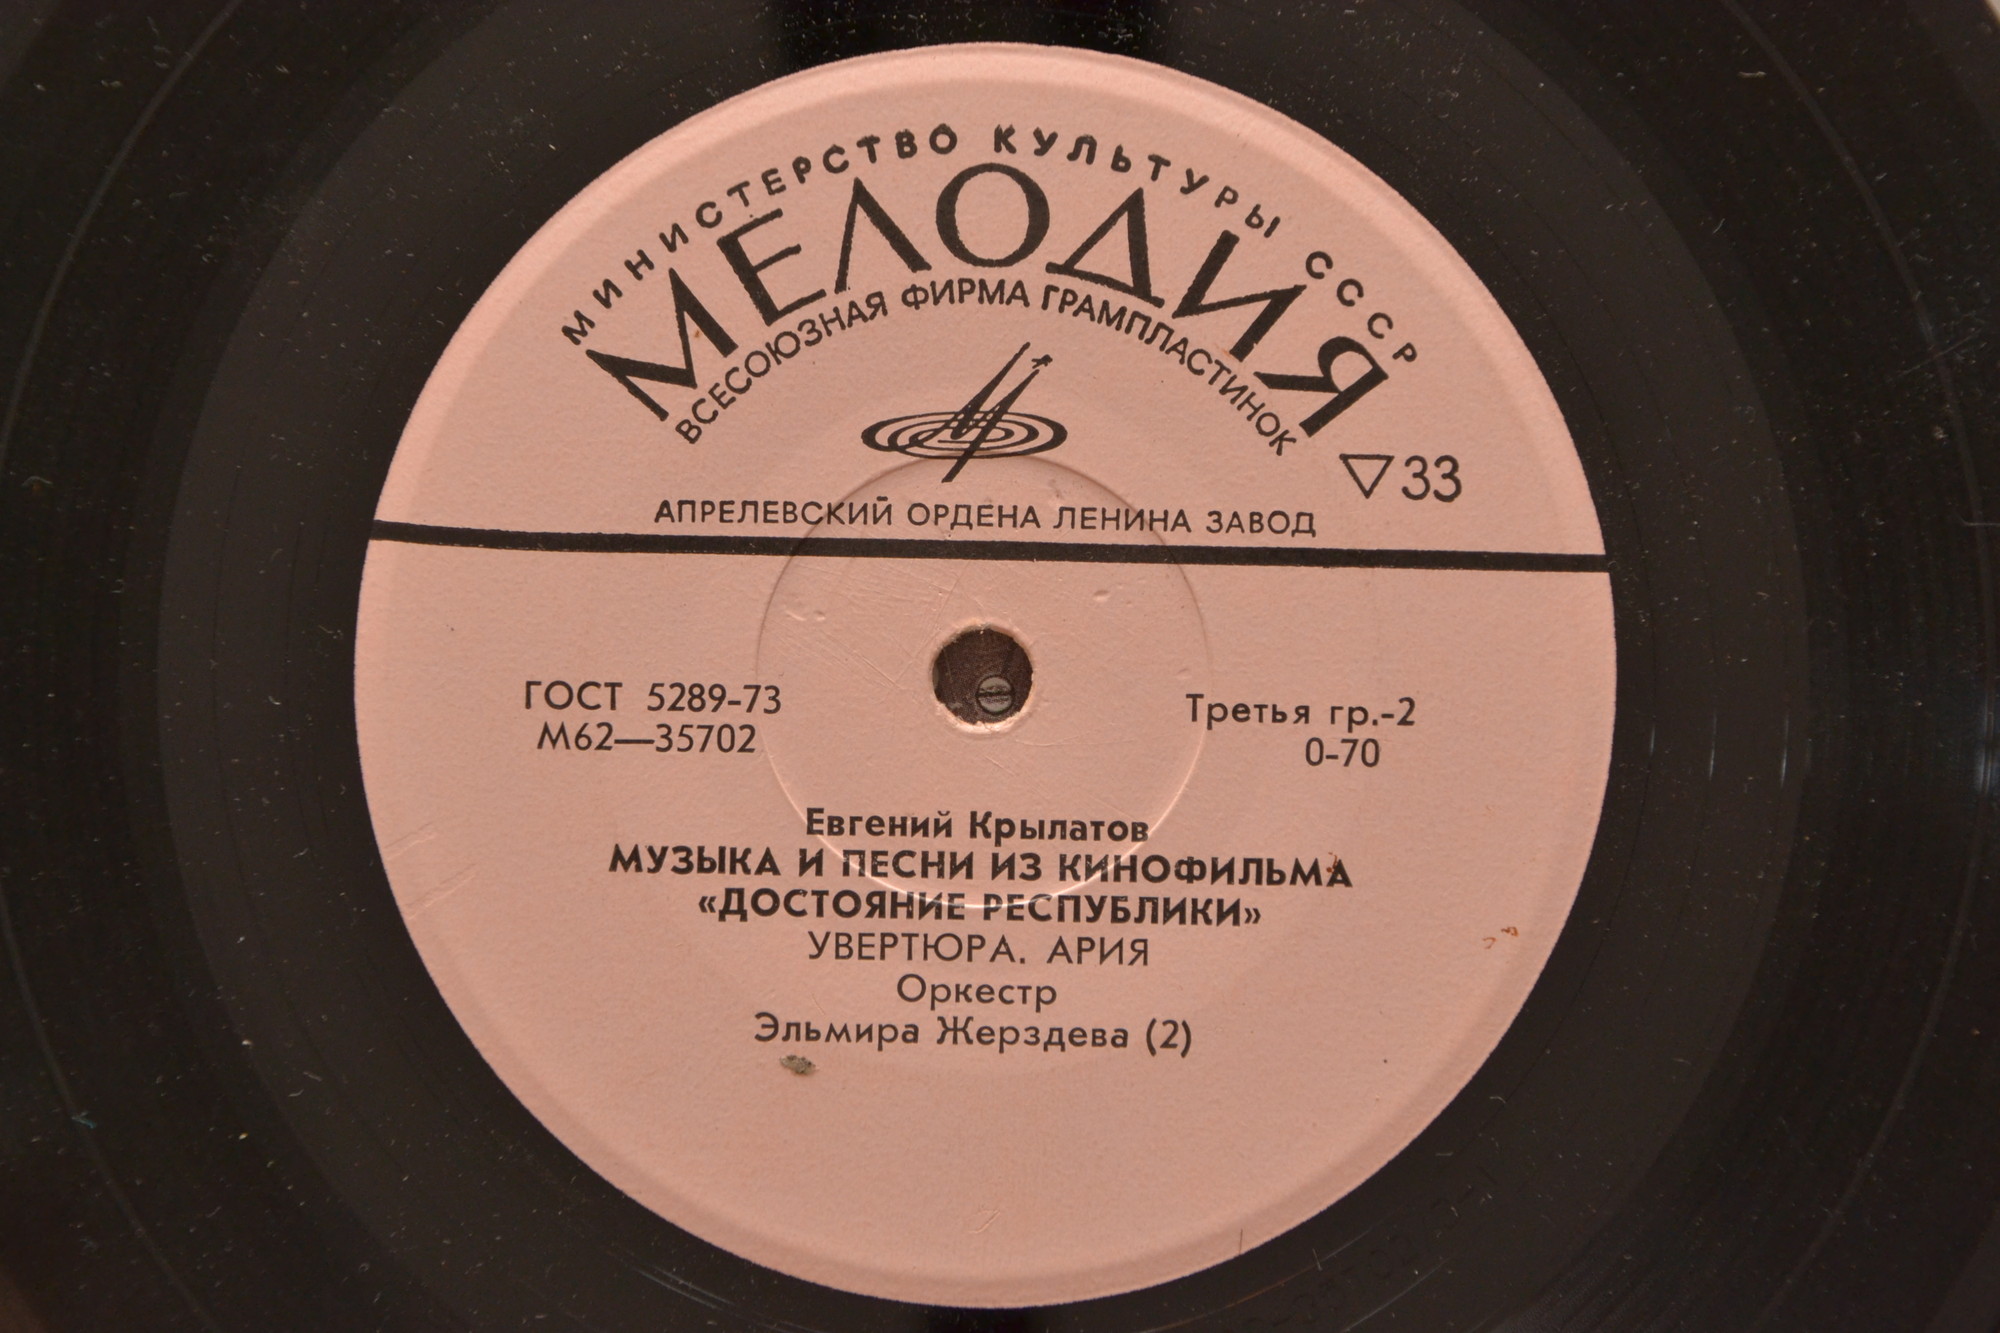 МИНИСТЕРСТВО КУЛЬТУРЫ СССР
МЕЛОДИЯ
ВСЕСОЮЗНАЯ ФИРМА ГРАМПЛАСТИНОК
▽33
АПРЕЛЕВСКИЙ ОРДЕНА ЛЕНИНА ЗАВОД
ГОСТ 5289-73
М62—35702
Третья гр.-2
0-70
Евгений Крылатов
МУЗЫКА И ПЕСНИ ИЗ КИНОФИЛЬМА
«ДОСТОЯНИЕ РЕСПУБЛИКИ»
УВЕРТЮРА. АРИЯ
Оркестр
Эльмира Жерздева (2)